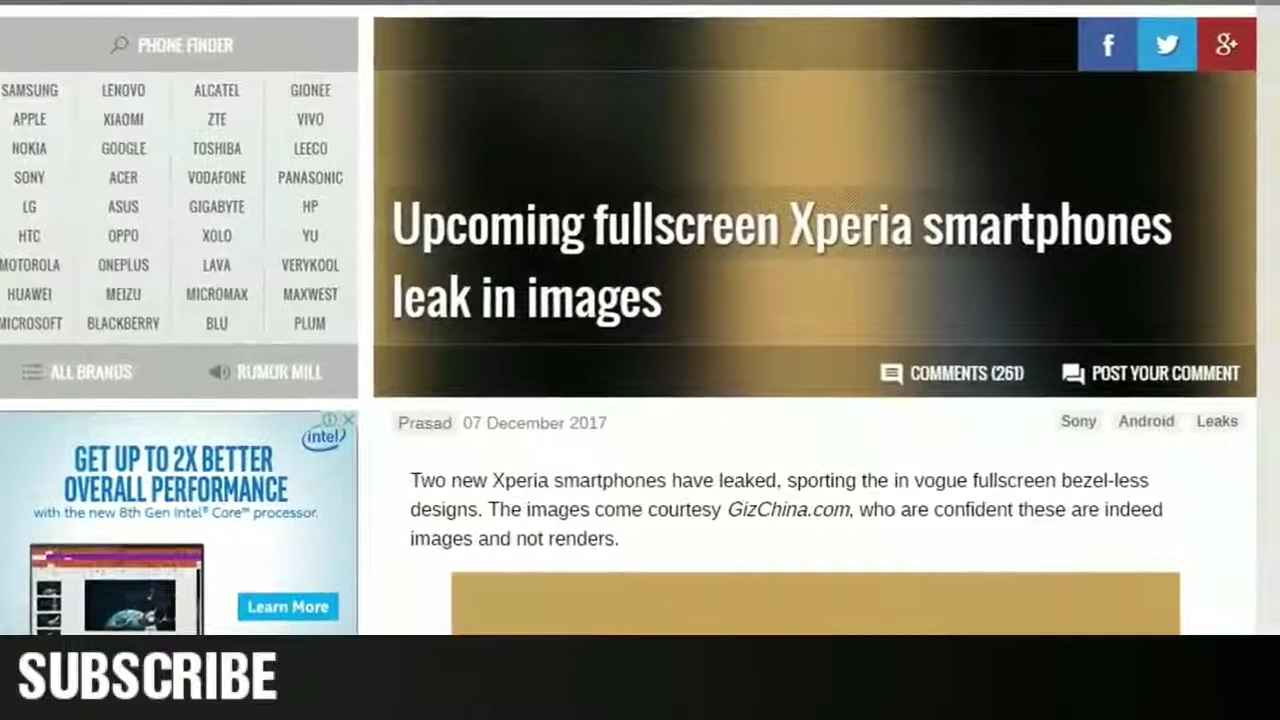 PHONE FINDER
SAMSUNG LENOVO ALCATEL GIONEE
APPLE XIAOMI ZTE VIVO
NOKIA GOOGLE TOSHIBA LEECO
SONY ACER VODAFONE PANASONIC
LG ASUS GIGABYTE HP
HTC OPPO XOLO YU
MOTOROLA ONEPLUS LAVA VERYKOOL
HUAWEI MEIZU MICROMAX MAXWEST
MICROSOFT BLACKBERRY BLU PLUM
ALL BRANDS RUMOR MILL
f g+
Upcoming fullscreen Xperia smartphones
leak in images
COMMENTS (261) POST YOUR COMMENT
Prasad 07 December 2017
Sony Android Leaks
Two new Xperia smartphones have leaked, sporting the in vogue fullscreen bezel-less
designs. The images come courtesy GizChina.com, who are confident these are indeed
images and not renders.
intel
GET UP TO 2X BETTER
OVERALL PERFORMANCE
with the new 8th Gen Intel® Core™ processor.
Learn More
SUBSCRIBE